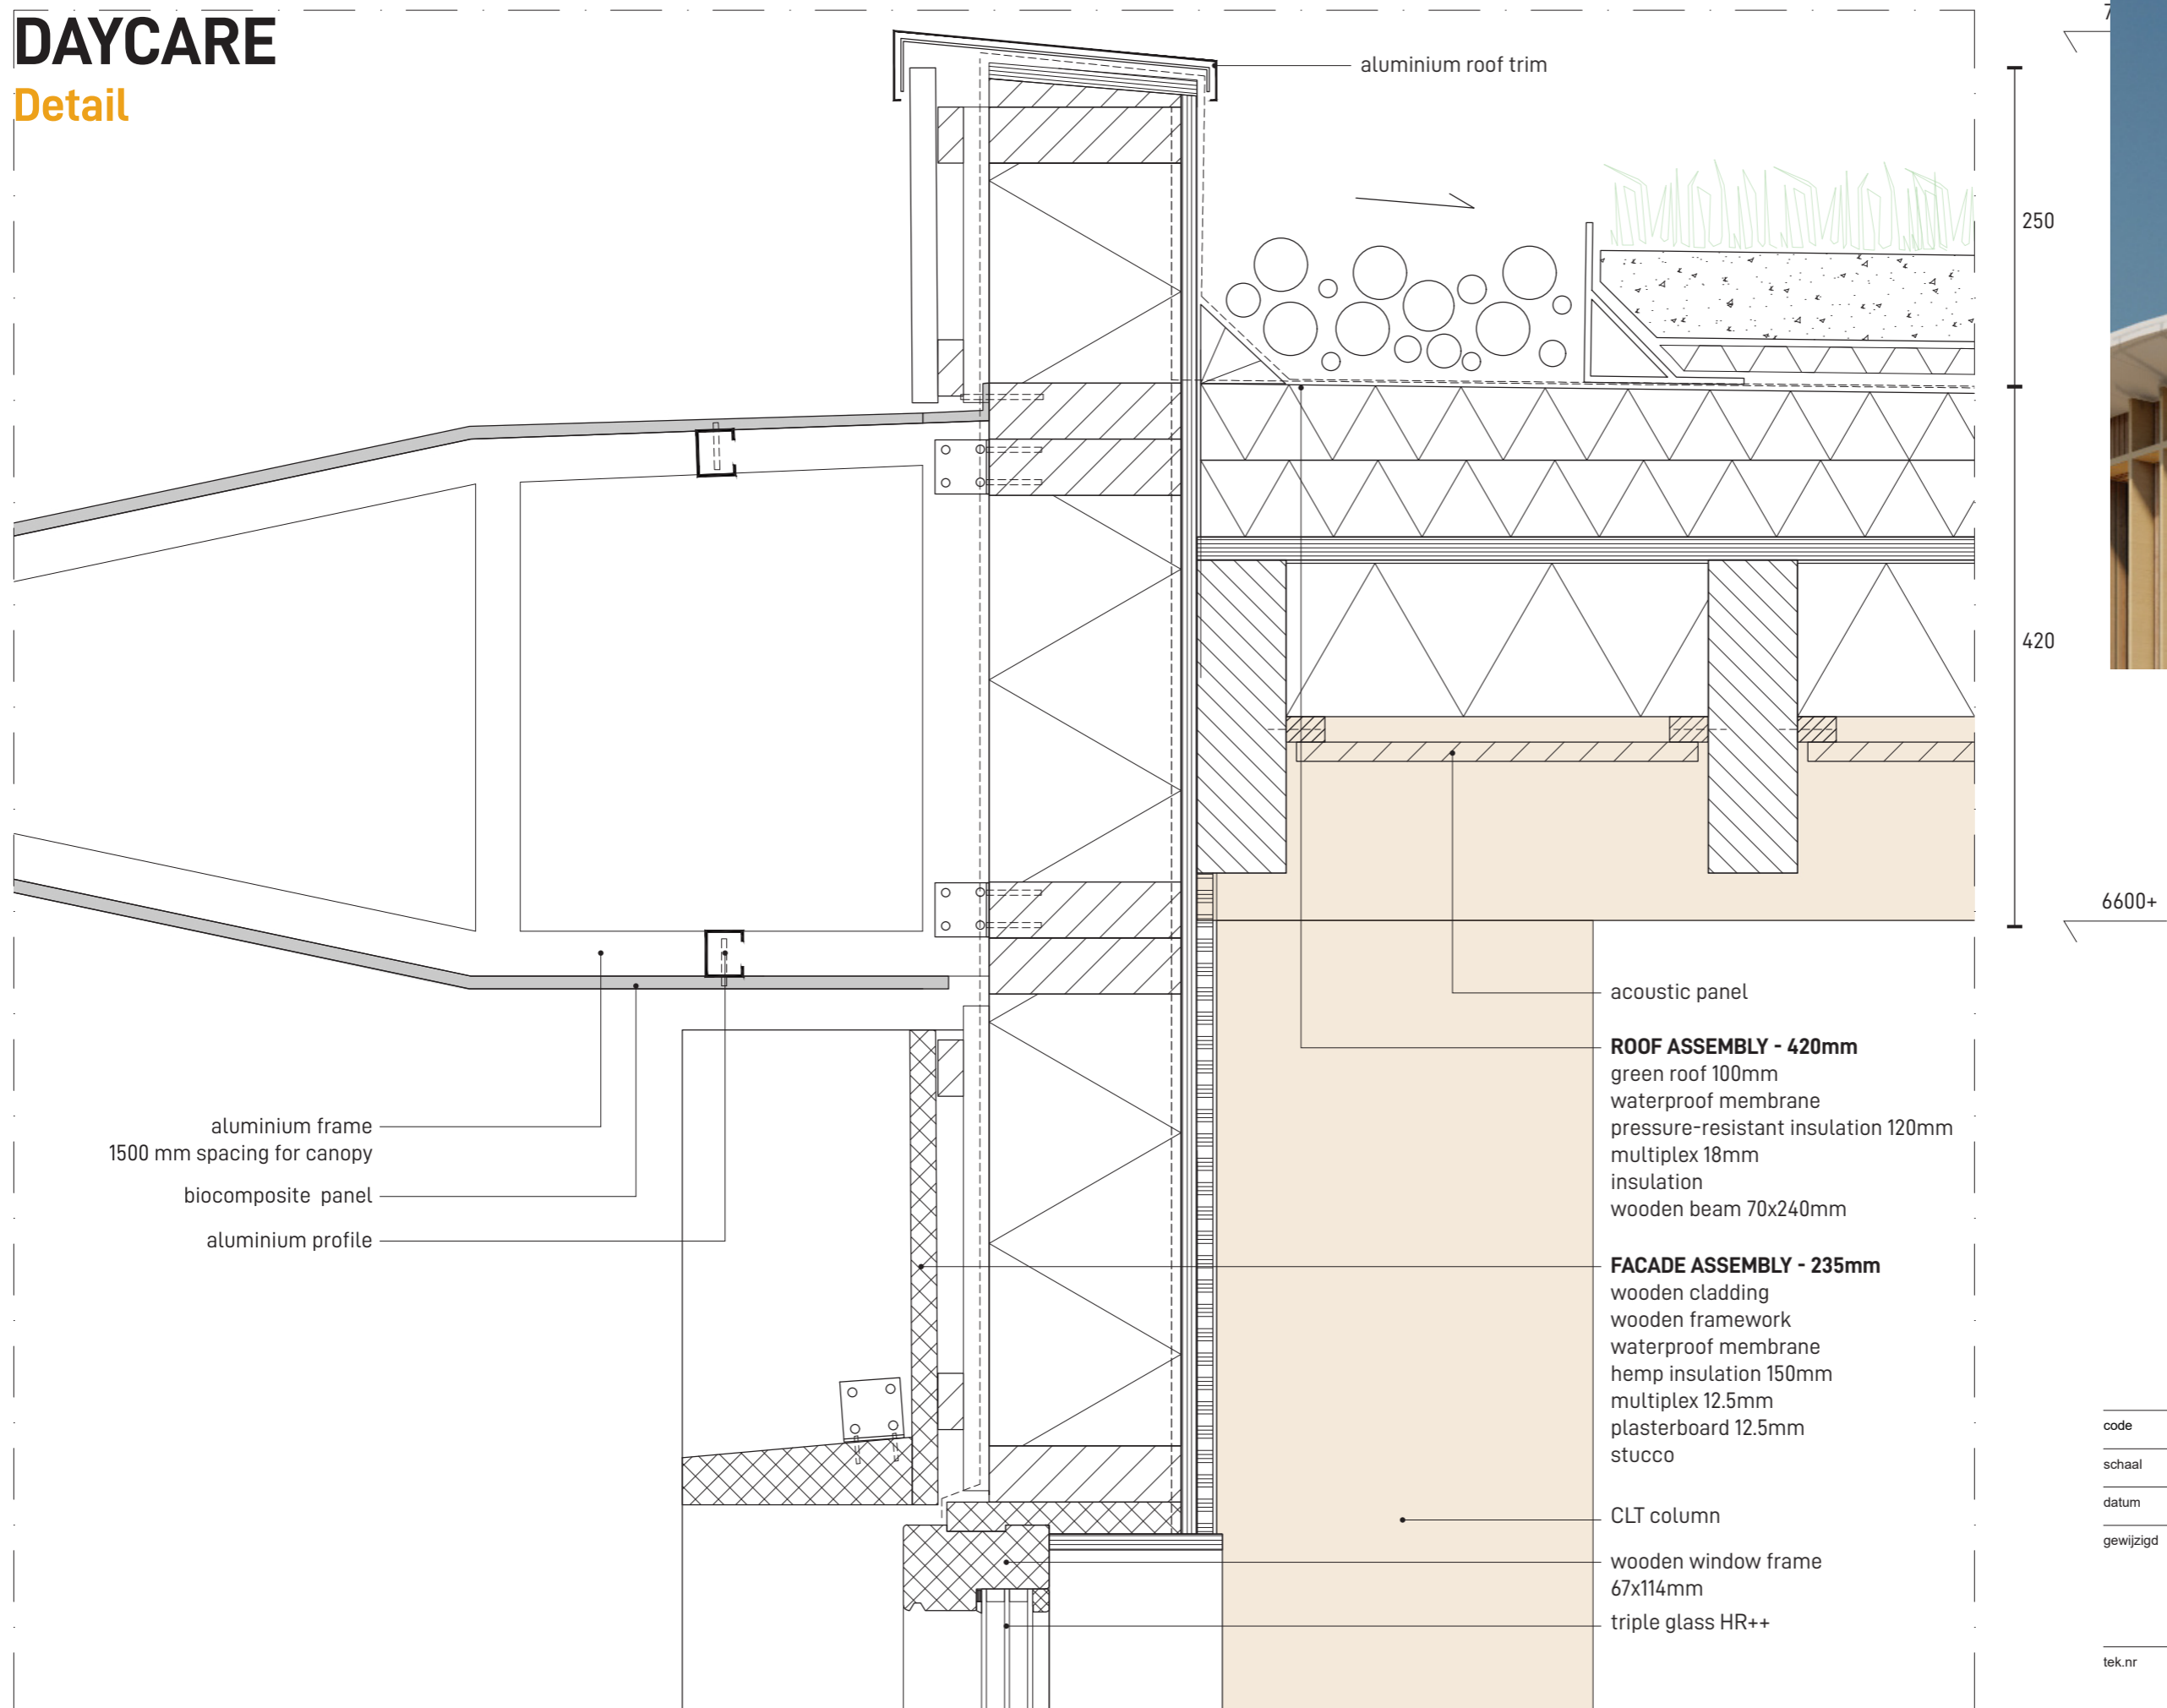 DAYCARE
Detail
aluminium roof trim
250
420
6600+
acoustic panel
ROOF ASSEMBLY - 420mm
green roof 100mm
waterproof membrane
pressure-resistant insulation 120mm
multiplex 18mm
insulation
wooden beam 70x240mm
FACADE ASSEMBLY - 235mm
wooden cladding
wooden framework
waterproof membrane
hemp insulation 150mm
multiplex 12.5mm
plasterboard 12.5mm
stucco
CLT column
wooden window frame
67x114mm
triple glass HR++
aluminium frame
1500 mm spacing for canopy
biocomposite panel
aluminium profile
code
schaal
datum
gewijzigd
tek.nr